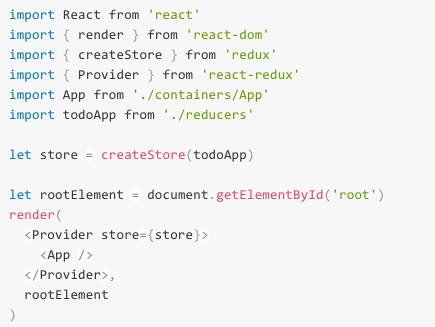 import React from 'react'
import { render } from 'react-dom'
import { createStore } from 'redux'
import { Provider } from 'react-redux'
import App from './containers/App'
import todoApp from './reducers'

let store = createStore(todoApp)

let rootElement = document.getElementById('root')
render(
  <Provider store={store}>
    <App />
  </Provider>,
  rootElement
)